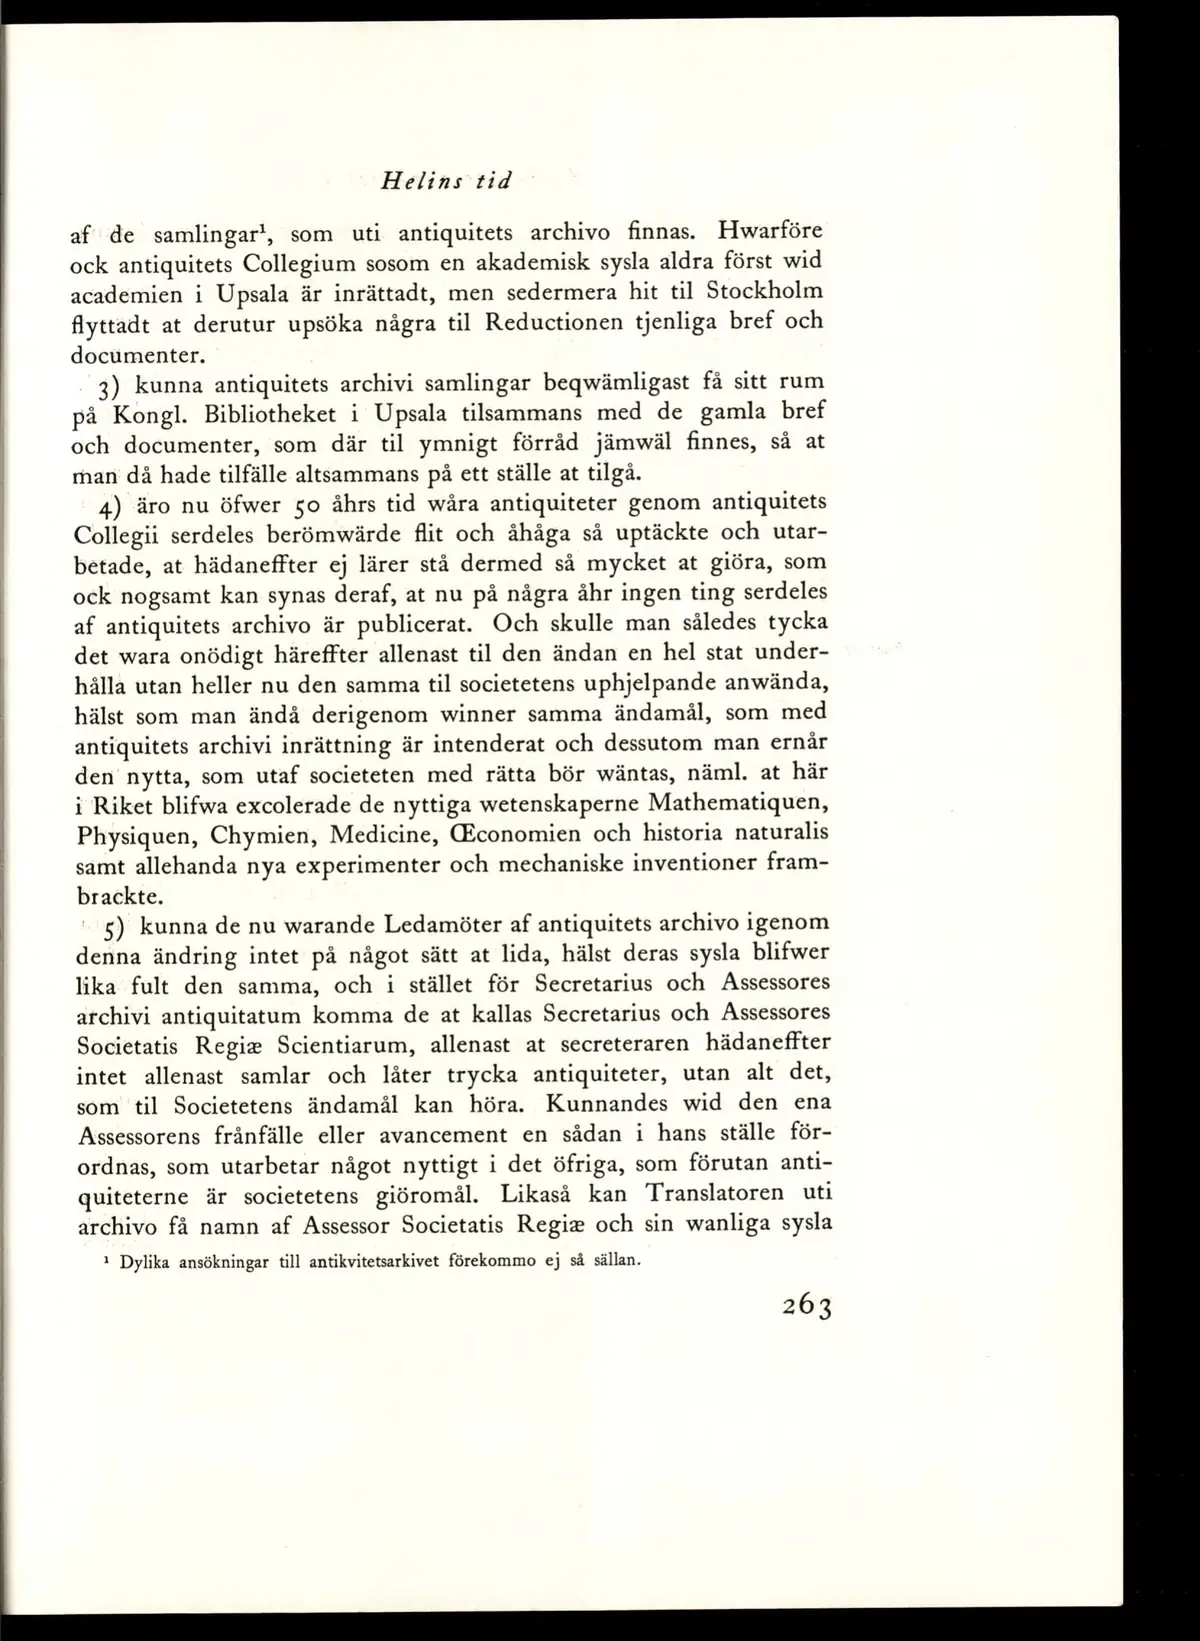 Helins tid
af de samlingar¹, som uti antiquitets archivo finnas. Hwarföre
ock antiquitets Collegium sosom en akademisk sysla aldra först wid
academien i Upsala är inrättadt, men sedermera hit til Stockholm
flyttadt at derutur upsöka några til Reductionen tjenliga bref och
documenter.
3) kunna antiquitets archivi samlingar beqwämligast få sitt rum
på Kongl. Bibliotheket i Upsala tilsammans med de gamla bref
och documenter, som där til ymnigt förråd jämwäl finnes, så at
man då hade tilfälle altsammans på ett ställe at tilgå.
4) äro nu öfwer 50 åhrs tid wåra antiquiteter genom antiquitets
Collegii serdeles berömwärde flit och åhåga så uptäckte och utar-
betade, at hädaneffter ej lärer stå dermed så mycket at giöra, som
ock nogsamt kan synas deraf, at nu på några åhr ingen ting serdeles
af antiquitets archivo är publicerat. Och skulle man således tycka
det wara onödigt häreffter allenast til den ändan en hel stat under-
hålla utan heller nu den samma til societetens uphjelpande anwända,
hälst som man ändå derigenom winner samma ändamål, som med
antiquitets archivi inrättning är intenderat och dessutom man ernår
den nytta, som utaf societeten med rätta bör wäntas, näml. at här
i Riket blifwa excolerade de nyttiga wetenskaperne Mathematiquen,
Physiquen, Chymien, Medicine, Œconomien och historia naturalis
samt allehanda nya experimenter och mechaniske inventioner fram-
brackte.
5) kunna de nu warande Ledamöter af antiquitets archivo igenom
denna ändring intet på något sätt at lida, hälst deras sysla blifwer
lika fult den samma, och i stället för Secretarius och Assessores
archivi antiquitatum komma de at kallas Secretarius och Assessores
Societatis Regiæ Scientiarum, allenast at secreteraren hädaneffter
intet allenast samlar och låter trycka antiquiteter, utan alt det,
som til Societetens ändamål kan höra. Kunnandes wid den ena
Assessorens frånfälle eller avancement en sådan i hans ställe för-
ordnas, som utarbetar något nyttigt i det öfriga, som förutan anti-
quiteterne är societetens giöromål. Likaså kan Translatoren uti
archivo få namn af Assessor Societatis Regiæ och sin wanliga sysla
¹ Dylika ansökningar till antikvitetsarkivet förekommo ej så sällan.
263